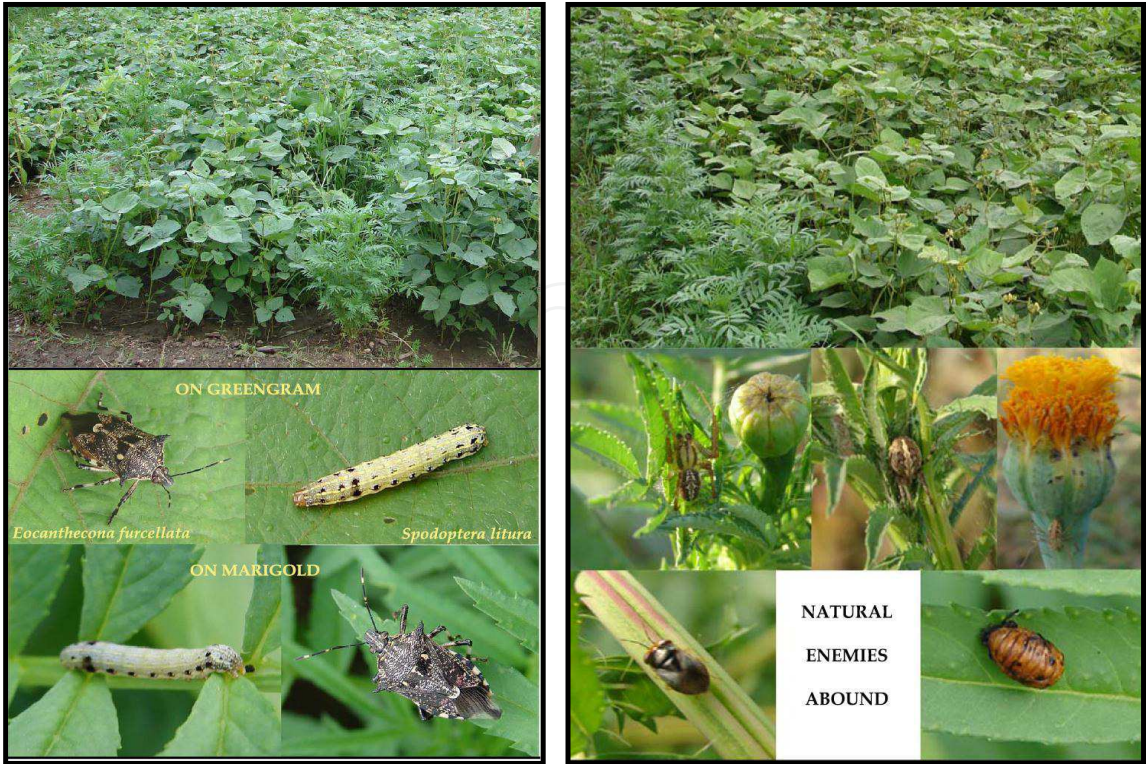 ON GREENGRAM
Eocanthecona furcellata
Spodoptera litura
ON MARIGOLD
NATURAL
ENEMIES
ABOUND